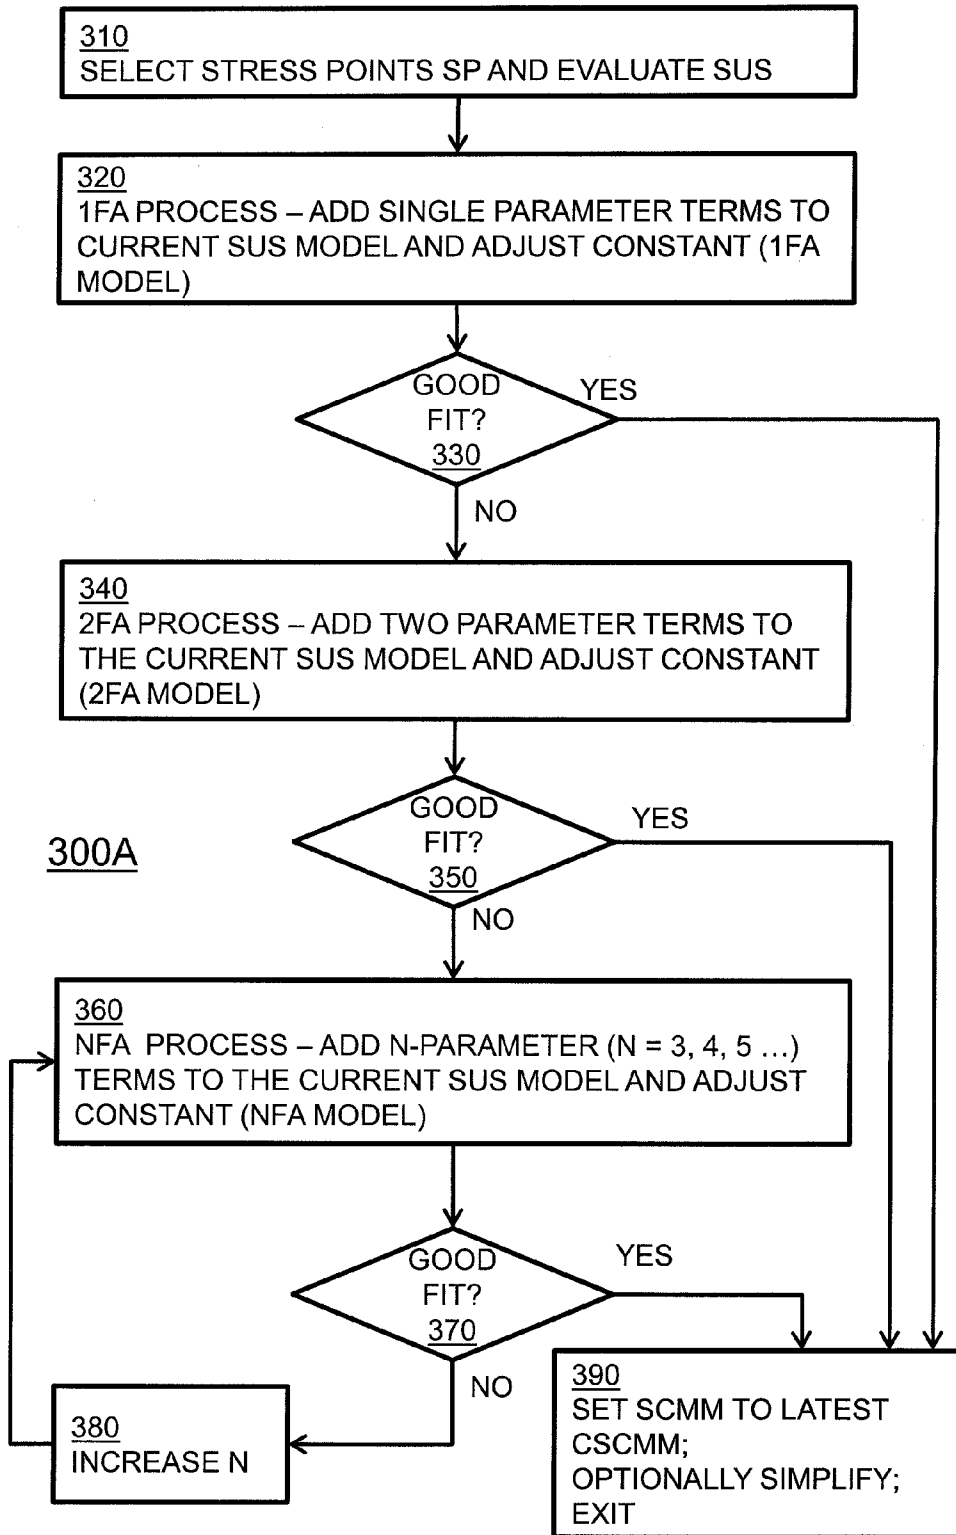 310
SELECT STRESS POINTS SP AND EVALUATE SUS
320
1FA PROCESS – ADD SINGLE PARAMETER TERMS TO
CURRENT SUS MODEL AND ADJUST CONSTANT (1FA
MODEL)
GOOD
FIT?
330
YES
NO
340
2FA PROCESS – ADD TWO PARAMETER TERMS TO
THE CURRENT SUS MODEL AND ADJUST CONSTANT
(2FA MODEL)
GOOD
FIT?
350
YES
300A
NO
360
NFA PROCESS – ADD N-PARAMETER (N = 3, 4, 5 ...)
TERMS TO THE CURRENT SUS MODEL AND ADJUST
CONSTANT (NFA MODEL)
GOOD
FIT?
370
YES
NO
380
INCREASE N
390
SET SCMM TO LATEST
CSCMM;
OPTIONALLY SIMPLIFY;
EXIT